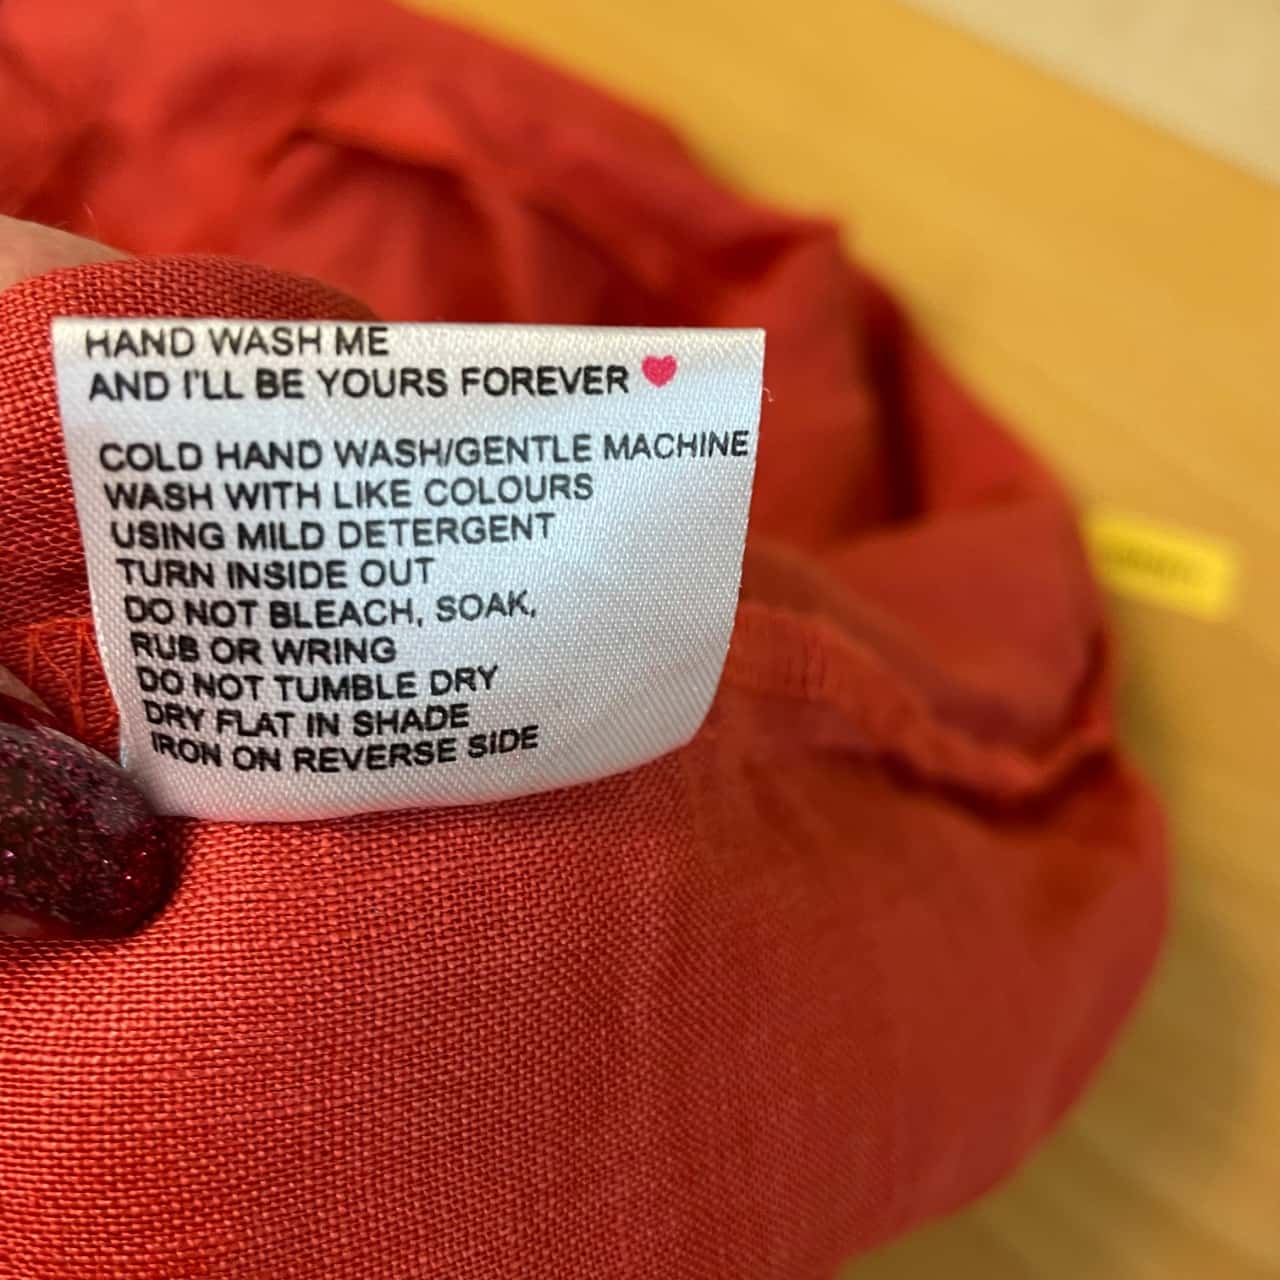 HAND WASH ME
AND I'LL BE YOURS FOREVER
COLD HAND WASH/GENTLE MACHINE
WASH WITH LIKE COLOURS
USING MILD DETERGENT
TURN INSIDE OUT
DO NOT BLEACH, SOAK,
RUB OR WRING
DO NOT TUMBLE DRY
DRY FLAT IN SHADE
IRON ON REVERSE SIDE